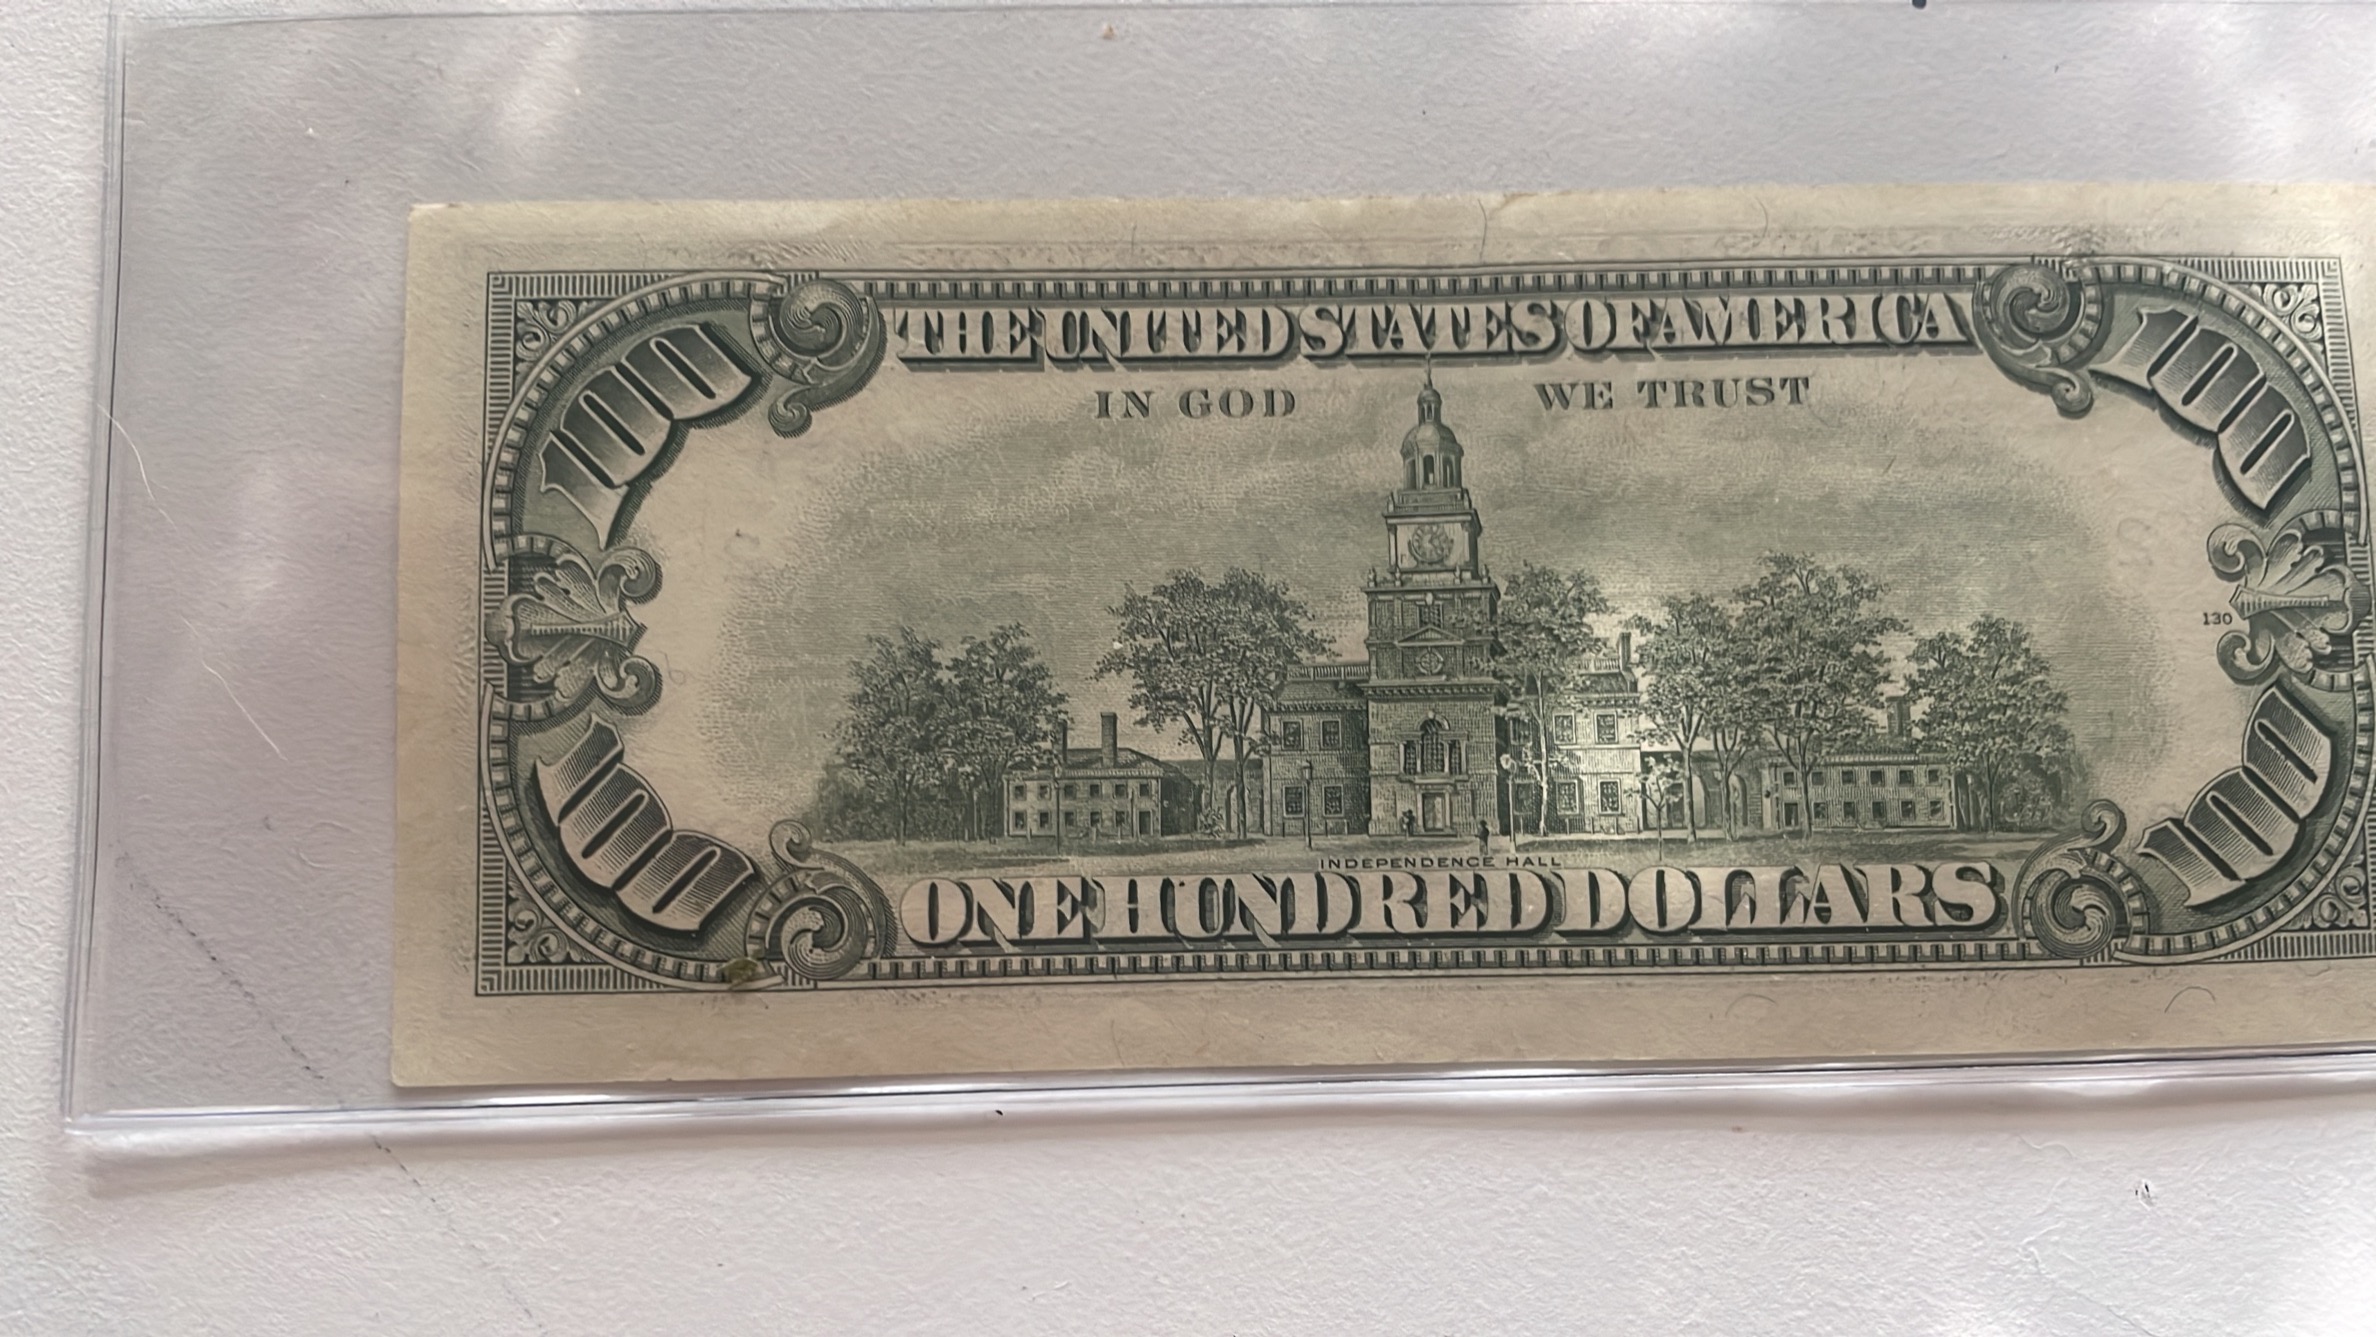 100 THE UNITED STATES OF AMERICA 100
IN GOD WE TRUST
130
INDEPENDENCE HALL
100 ONE HUNDRED DOLLARS 100